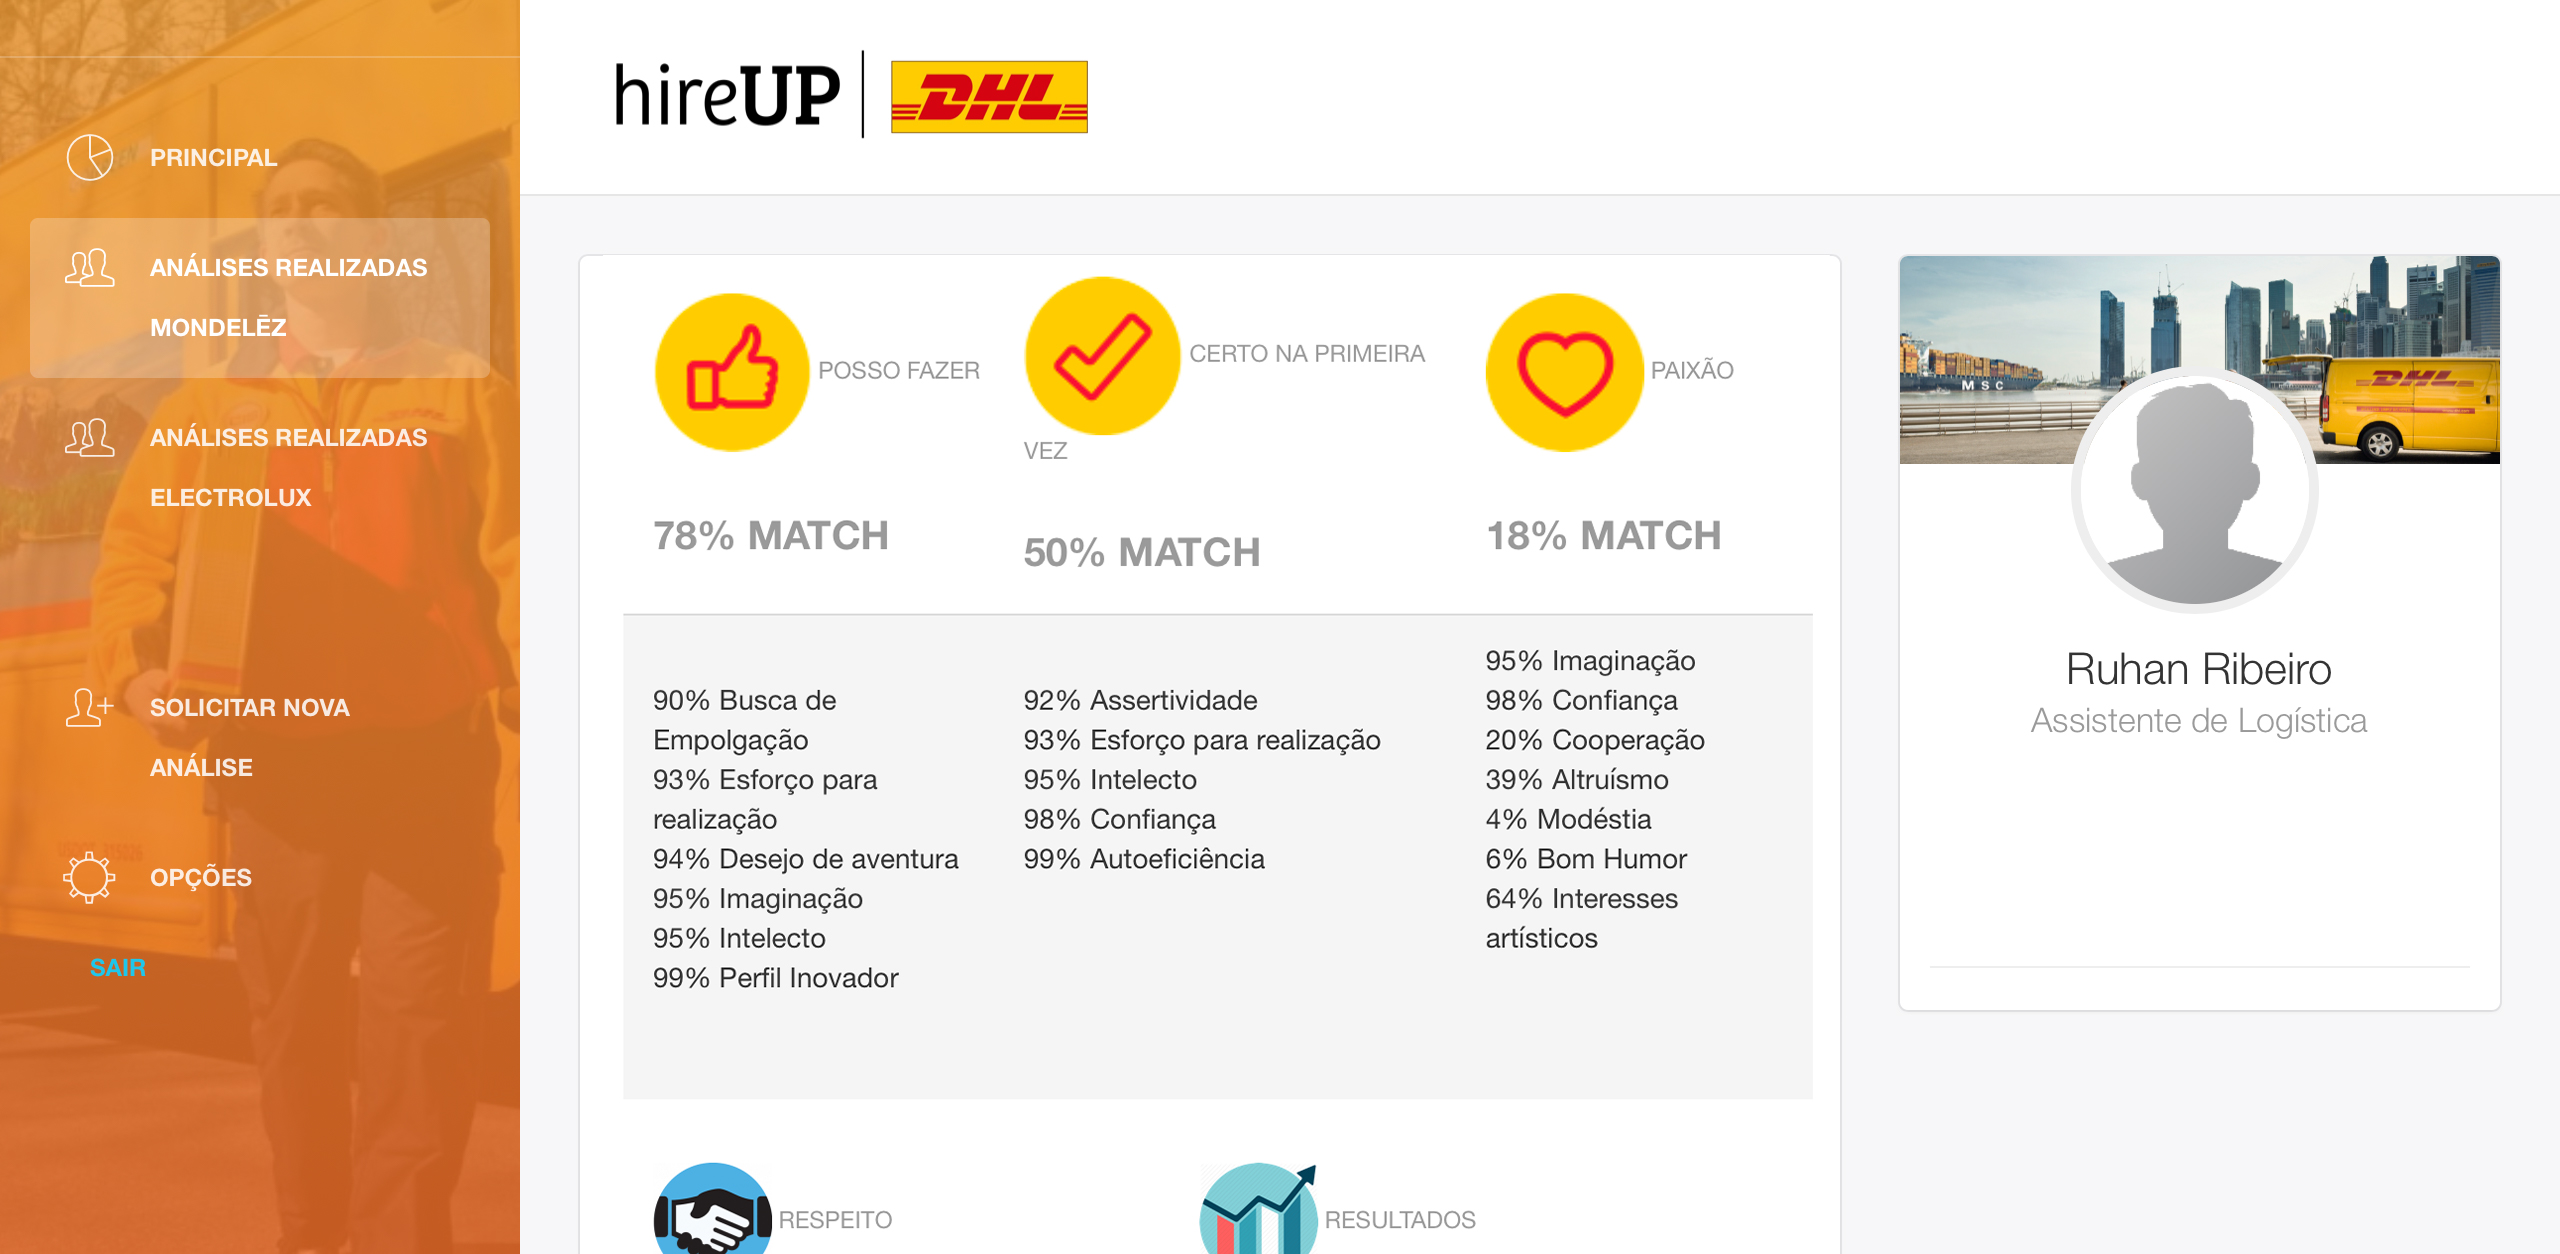 PRINCIPAL
ANÁLISES REALIZADAS
MONDELĒZ
ANÁLISES REALIZADAS
ELECTROLUX
SOLICITAR NOVA
ANÁLISE
OPÇÕES
SAIR
hireUP DHL
POSSO FAZER
78% MATCH
CERTO NA PRIMEIRA
VEZ
50% MATCH
PAIXÃO
18% MATCH
90% Busca de
Empolgação
93% Esforço para
realização
94% Desejo de aventura
95% Imaginação
95% Intelecto
99% Perfil Inovador
92% Assertividade
93% Esforço para realização
95% Intelecto
98% Confiança
99% Autoeficiência
95% Imaginação
98% Confiança
20% Cooperação
39% Altruísmo
4% Modéstia
6% Bom Humor
64% Interesses
artísticos
RESPEITO
RESULTADOS
MSC
DHL
Ruhan Ribeiro
Assistente de Logística